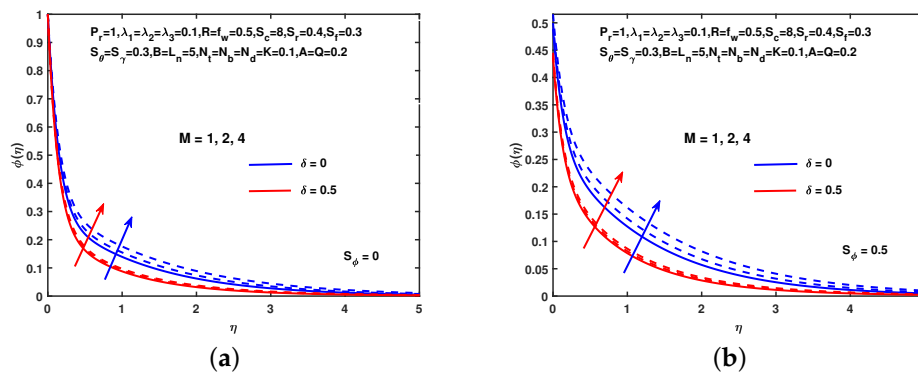 P_r=1,λ_1=λ_2=λ_3=0.1,R=f_w=0.5,S_c=8,S_r=0.4,S_f=0.3
S_θ=S_γ=0.3,B=L_n=5,N_t=N_b=N_d=K=0.1,A=Q=0.2
M = 1, 2, 4
δ = 0
δ = 0.5
S_ϕ = 0
ϕ(η)
1
0.9
0.8
0.7
0.6
0.5
0.4
0.3
0.2
0.1
0
0 1 2 3 4 5
η
(a)
P_r=1,λ_1=λ_2=λ_3=0.1,R=f_w=0.5,S_c=8,S_r=0.4,S_f=0.3
S_θ=S_γ=0.3,B=L_n=5,N_t=N_b=N_d=K=0.1,A=Q=0.2
M = 1, 2, 4
δ = 0
δ = 0.5
S_ϕ = 0.5
ϕ(η)
0.5
0.45
0.4
0.35
0.3
0.25
0.2
0.15
0.1
0.05
0
0 1 2 3 4
η
(b)